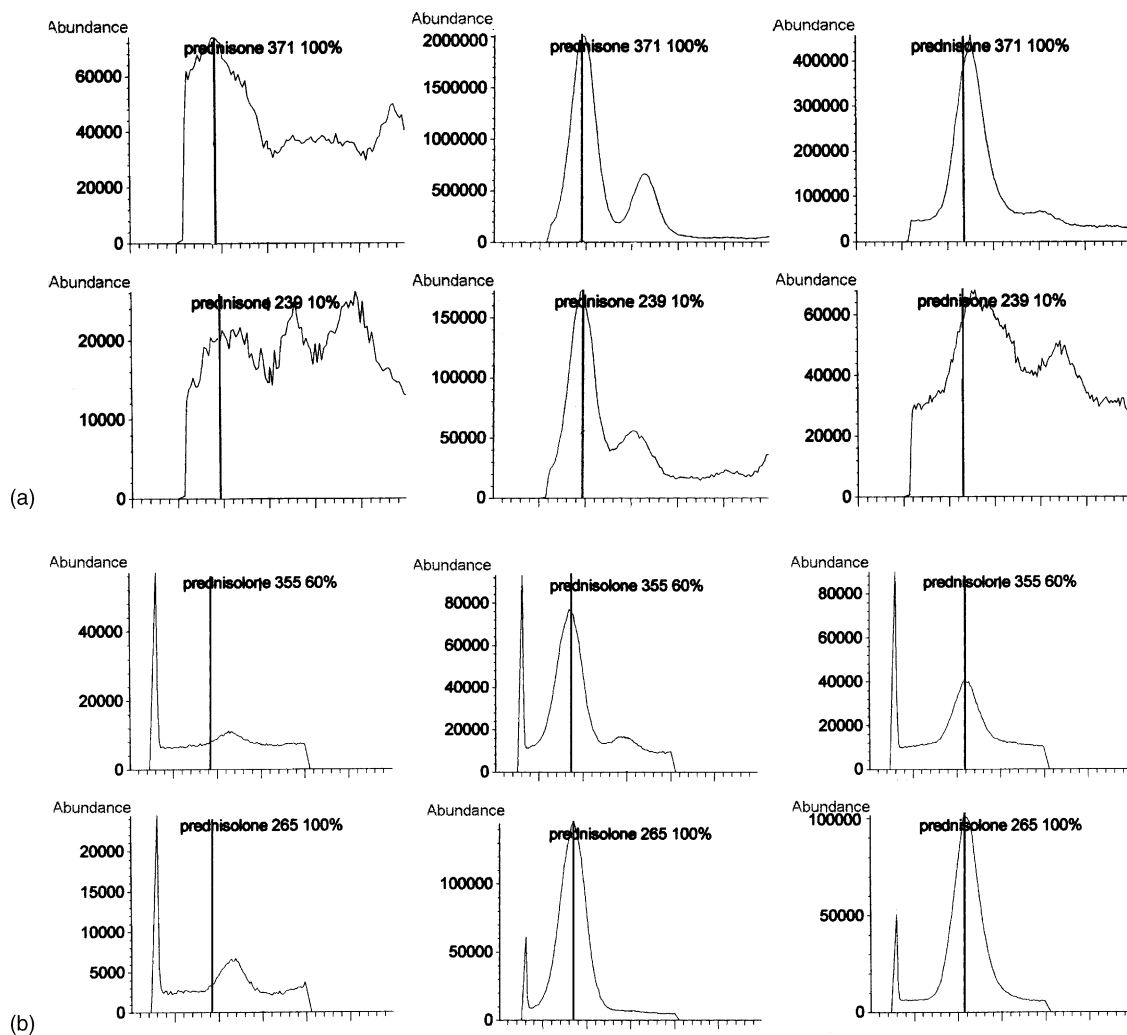 Abundance
prednisone 371 100%
60000
40000
20000
0
Abundance
prednisone 371 100%
2000000
1500000
1000000
500000
0
Abundance
prednisone 371 100%
400000
300000
200000
100000
0
Abundance
prednisone 239 10%
20000
10000
0
Abundance
prednisone 239 10%
150000
100000
50000
0
Abundance
prednisone 239 10%
60000
40000
20000
0
(a)
Abundance
prednisolone 355 60%
40000
20000
0
Abundance
prednisolone 355 60%
80000
60000
40000
20000
0
Abundance
prednisolone 355 60%
80000
60000
40000
20000
0
Abundance
prednisolone 265 100%
20000
15000
10000
5000
0
Abundance
prednisolone 265 100%
100000
50000
0
Abundance
prednisolone 265 100%
100000
50000
0
(b)